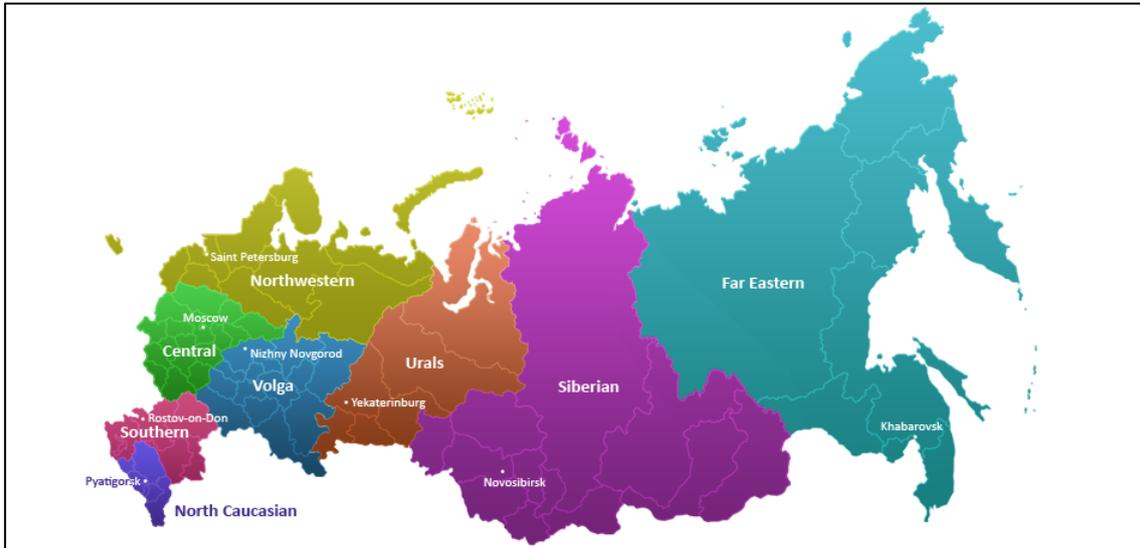 Saint Petersburg
Northwestern
Far Eastern
Moscow
Central
Nizhny Novgorod
Volga
Urals
Siberian
Yekaterinburg
Rostov-on-Don
Southern
Khabarovsk
Pyatigorsk
Novosibirsk
North Caucasian